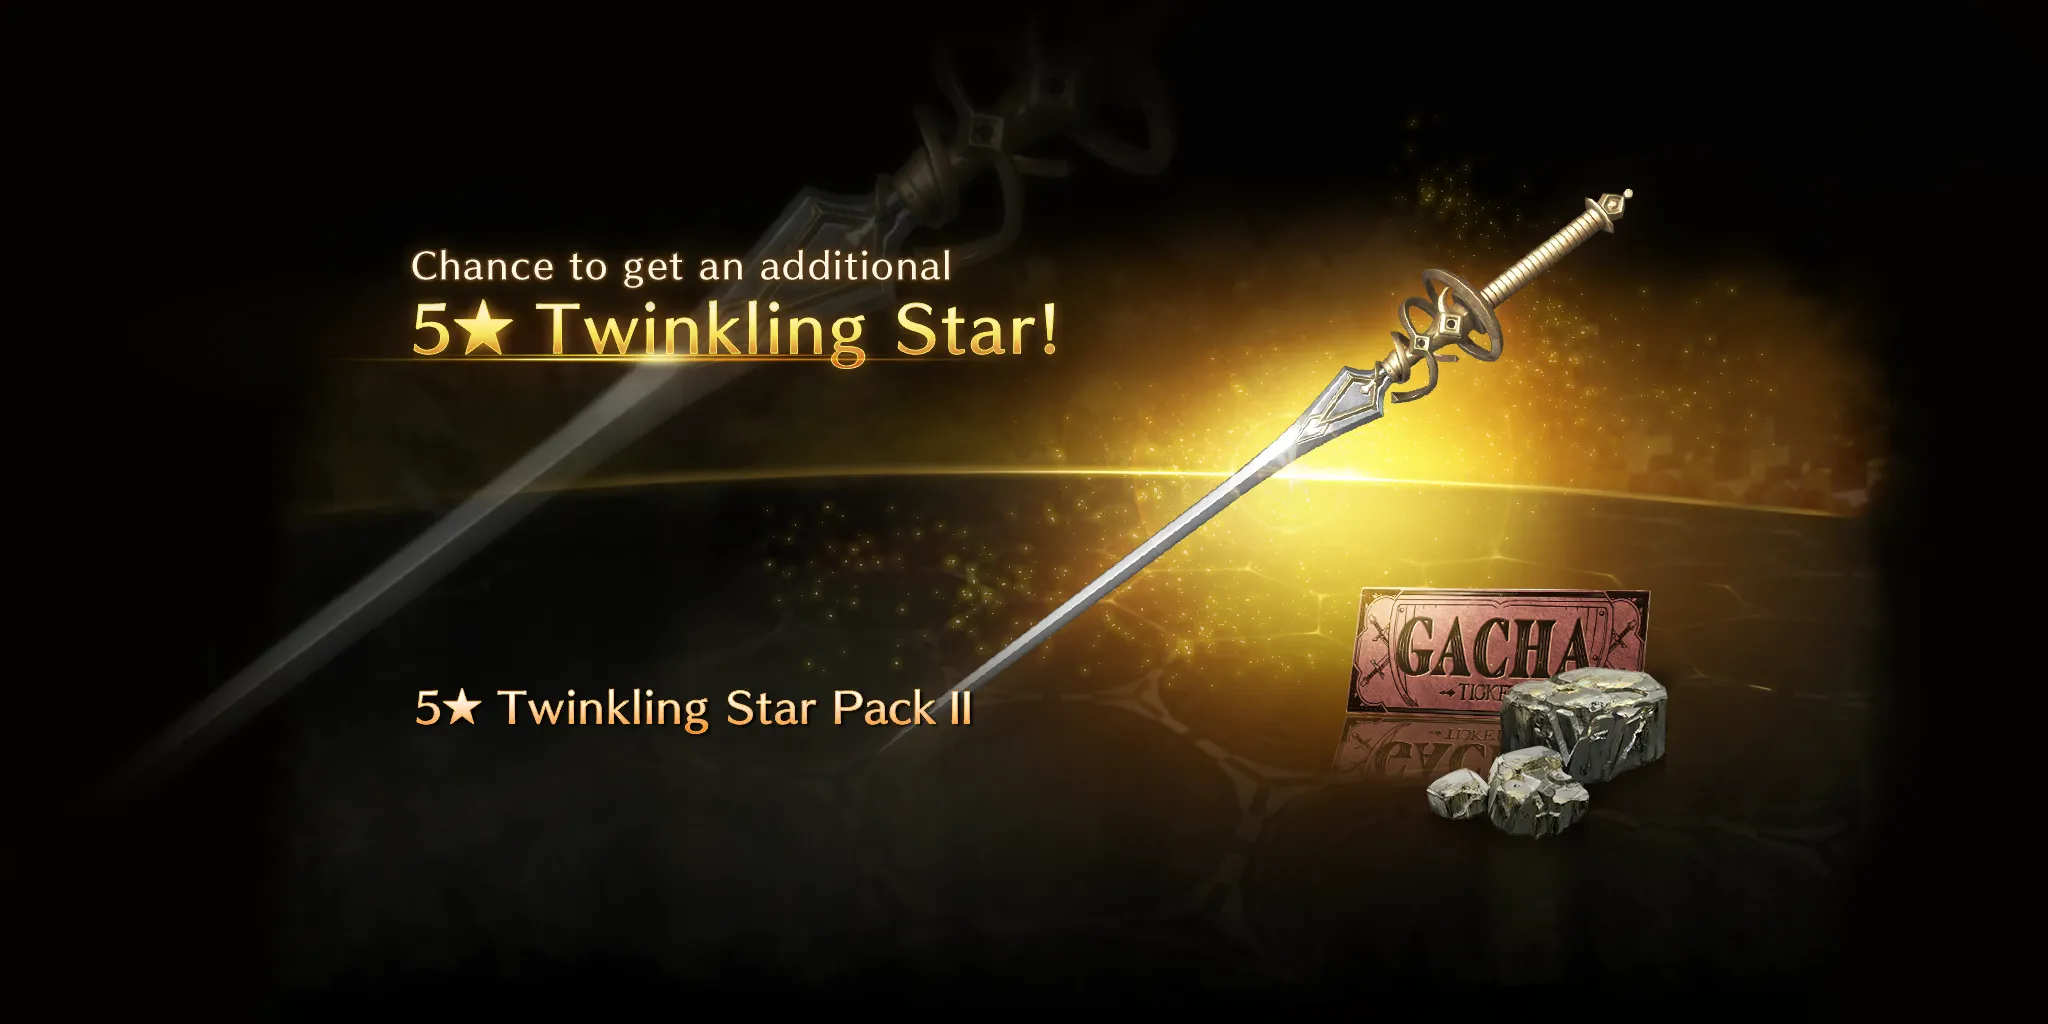 Chance to get an additional
5★ Twinkling Star!
5★ Twinkling Star Pack II
GACHA